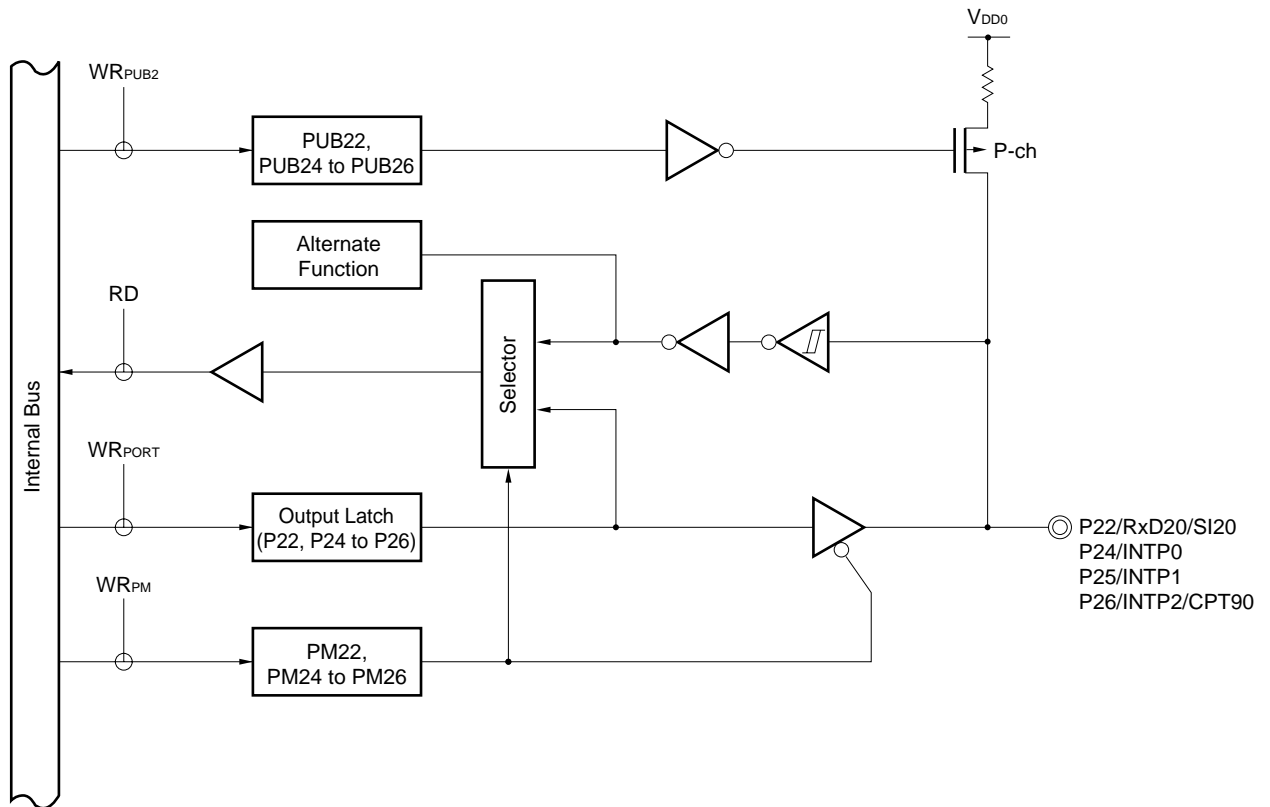 VDD0
WRPUB2
PUB22,
PUB24 to PUB26
P-ch
Alternate
Function
RD
Selector
Internal Bus
WRPORT
Output Latch
(P22, P24 to P26)
P22/RxD20/SI20
P24/INTP0
P25/INTP1
P26/INTP2/CPT90
WRPM
PM22,
PM24 to PM26